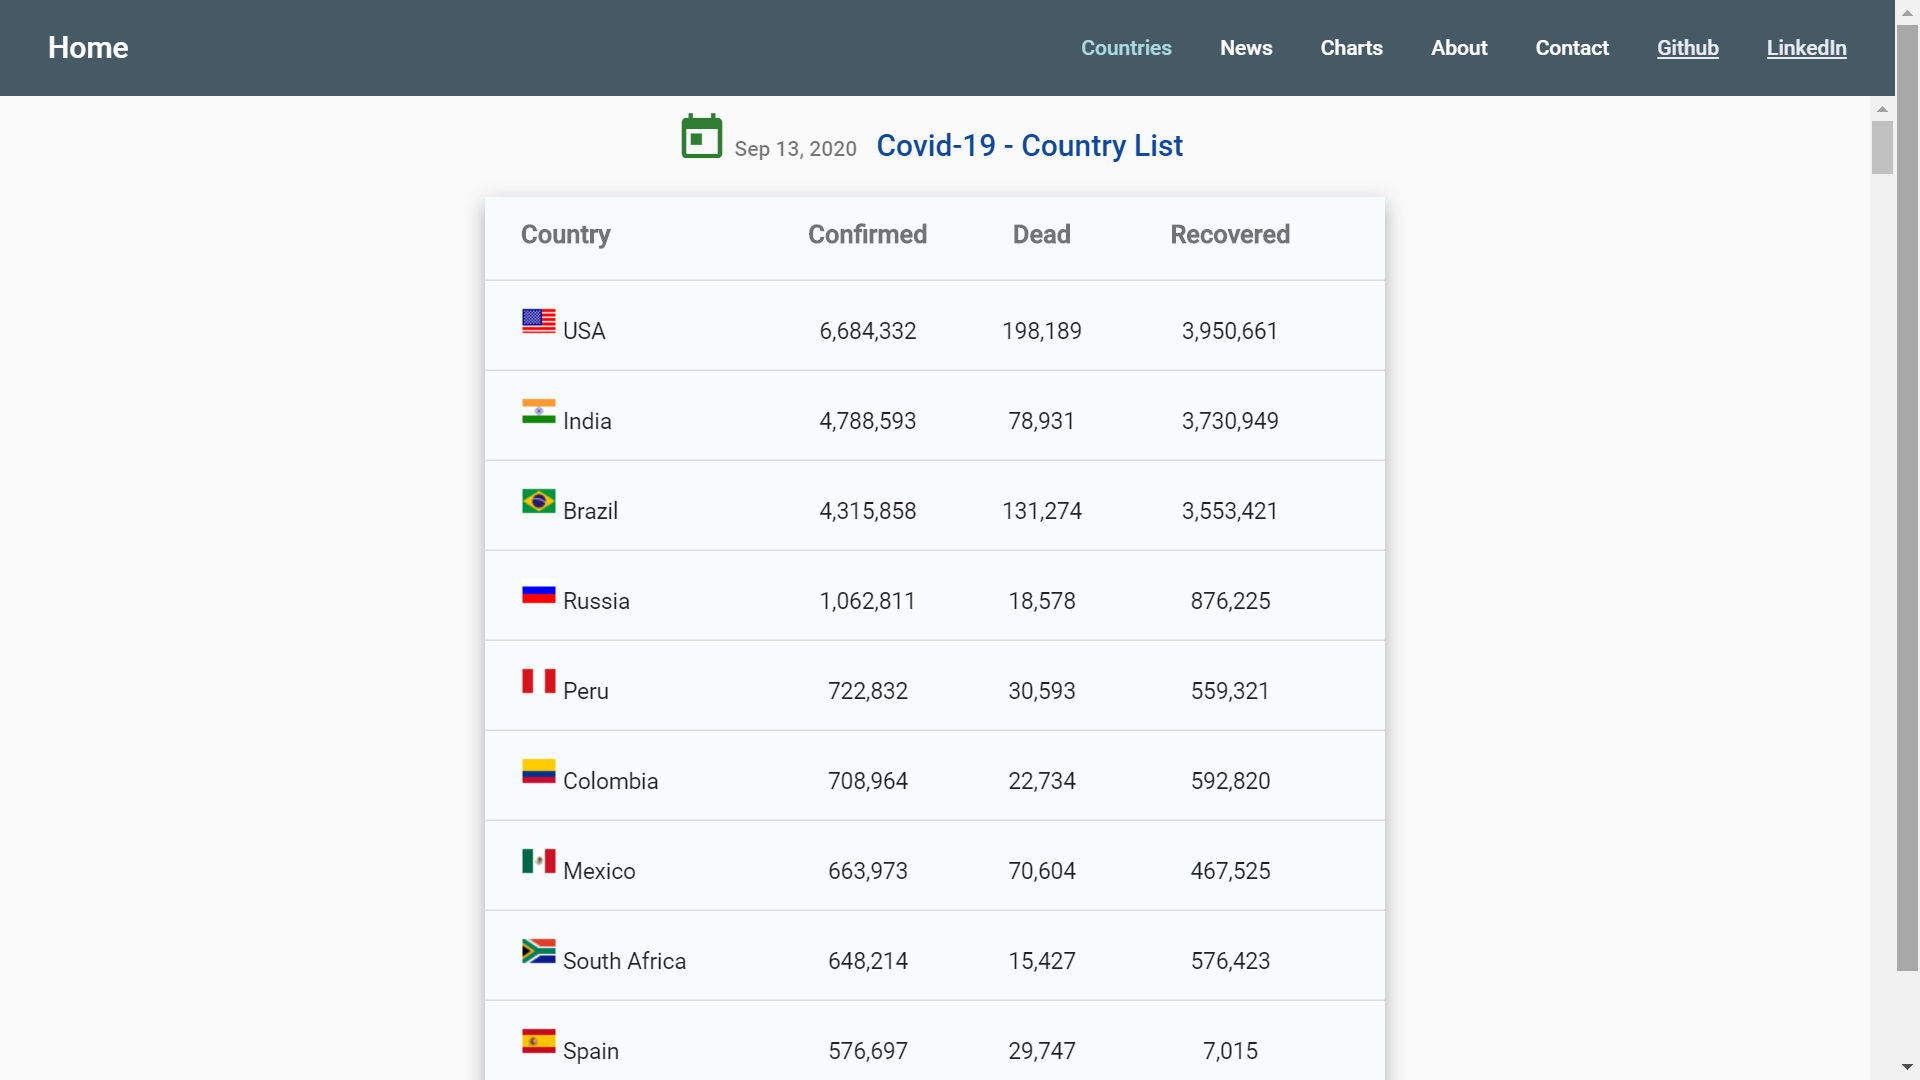 Home Countries News Charts About Contact Github LinkedIn
Sep 13, 2020 Covid-19 - Country List
Country Confirmed Dead Recovered
USA 6,684,332 198,189 3,950,661
India 4,788,593 78,931 3,730,949
Brazil 4,315,858 131,274 3,553,421
Russia 1,062,811 18,578 876,225
Peru 722,832 30,593 559,321
Colombia 708,964 22,734 592,820
Mexico 663,973 70,604 467,525
South Africa 648,214 15,427 576,423
Spain 576,697 29,747 7,015